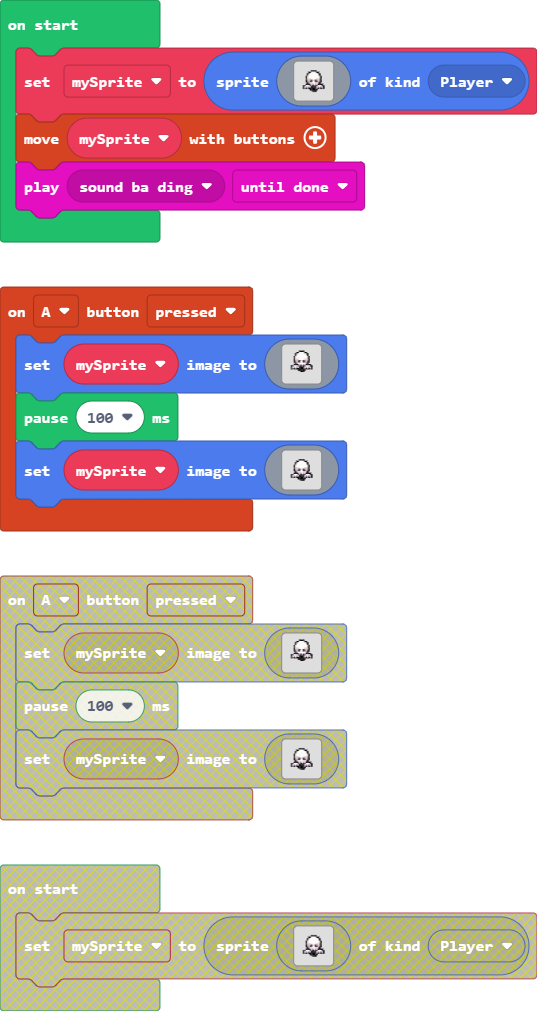 on start
set mySprite to sprite of kind Player
move mySprite with buttons
play sound ba ding until done
on A button pressed
set mySprite image to
pause 100 ms
set mySprite image to
on A button pressed
set mySprite image to
pause 100 ms
set mySprite image to
on start
set mySprite to sprite of kind Player